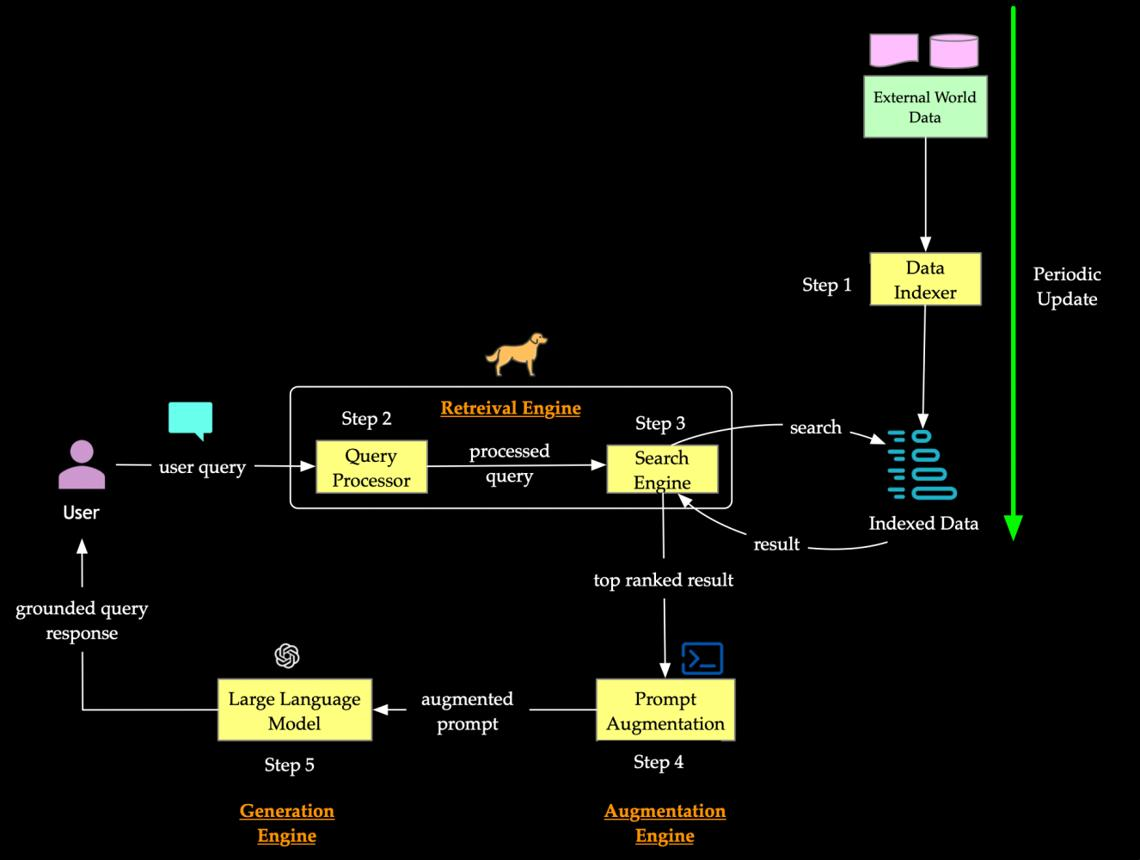 External World
Data
Data
Indexer
Step 1
Periodic
Update
Retreival Engine
Step 2
Step 3
Query
Processor
processed
query
Search
Engine
search
user query
User
Indexed Data
result
top ranked result
grounded query
response
Large Language
Model
augmented
prompt
Prompt
Augmentation
Step 5
Step 4
Generation
Engine
Augmentation
Engine